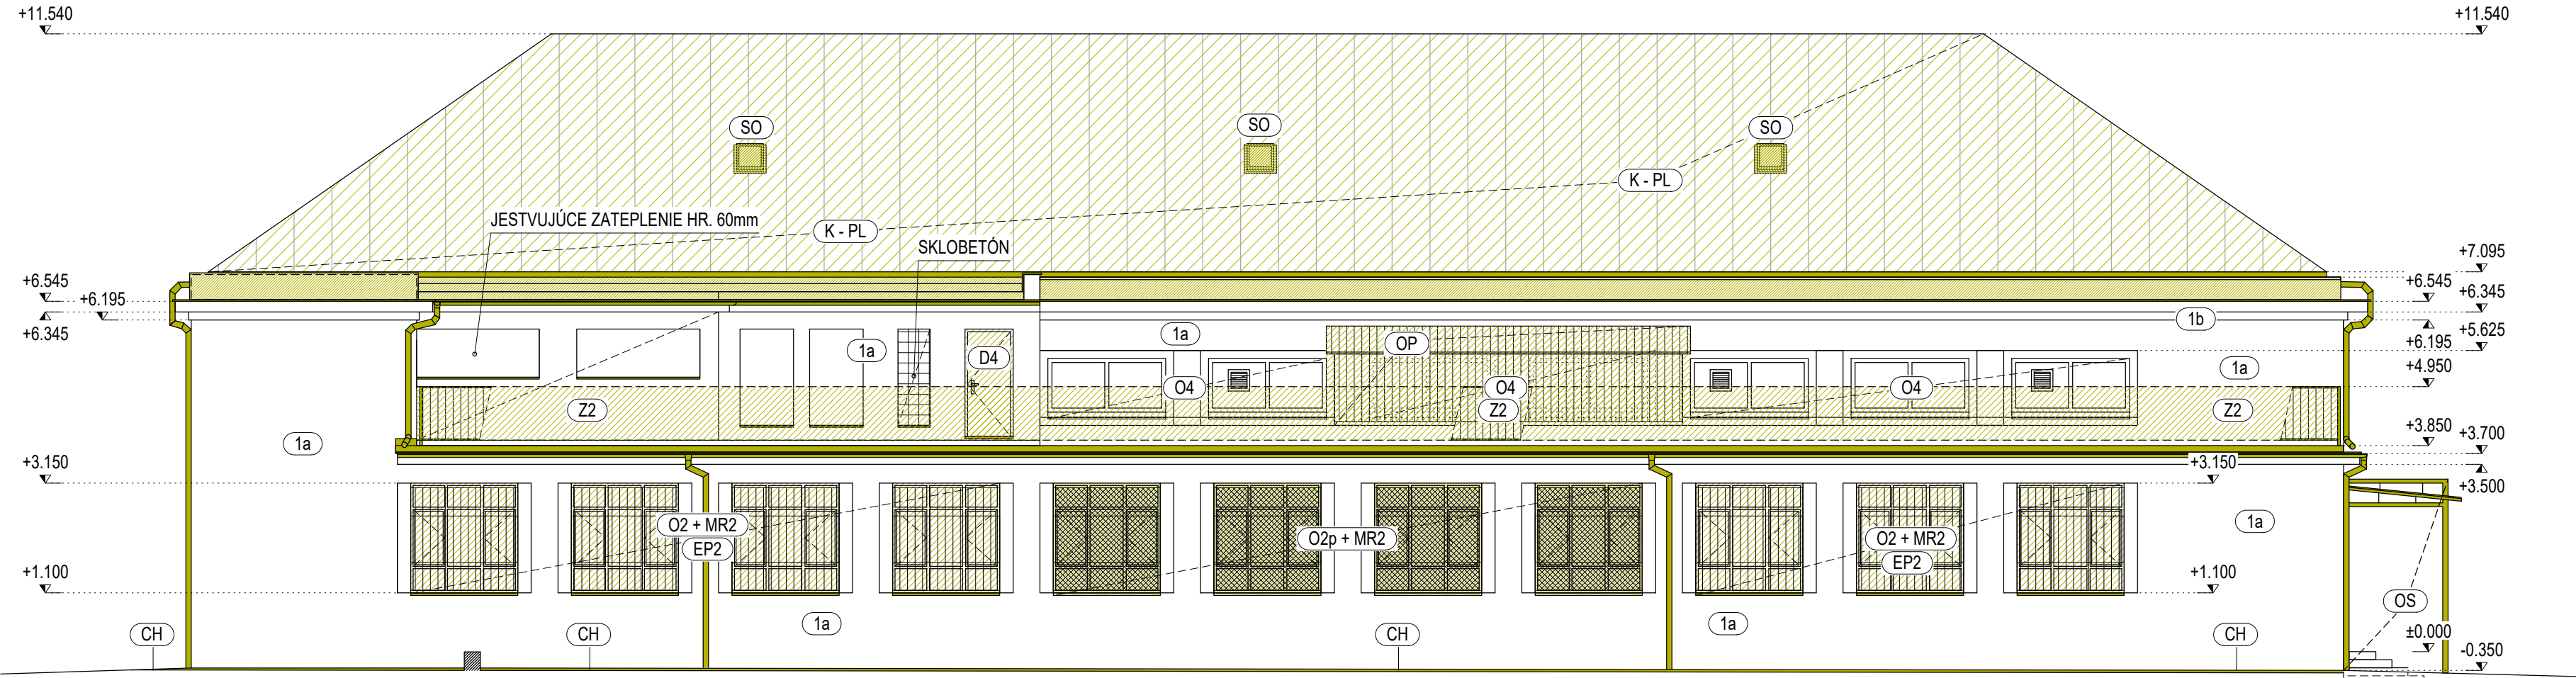 +11.540
+11.540
SO
SO
SO
K - PL
JESTVUJÚCE ZATEPLENIE HR. 60mm
K - PL
SKLOBETÓN
+7.095
+6.545
+6.545
+6.195
+6.345
+6.345
1b
1a
+5.625
OP
+6.195
1a
D4
+4.950
1a
O4
O4
O4
Z2
Z2
Z2
1a
+3.850
+3.700
+3.150
+3.150
+3.500
O2 + MR2
EP2
O2p + MR2
O2 + MR2
EP2
1a
+1.100
+1.100
OS
1a
1a
CH
CH
CH
CH
±0.000
-0.350